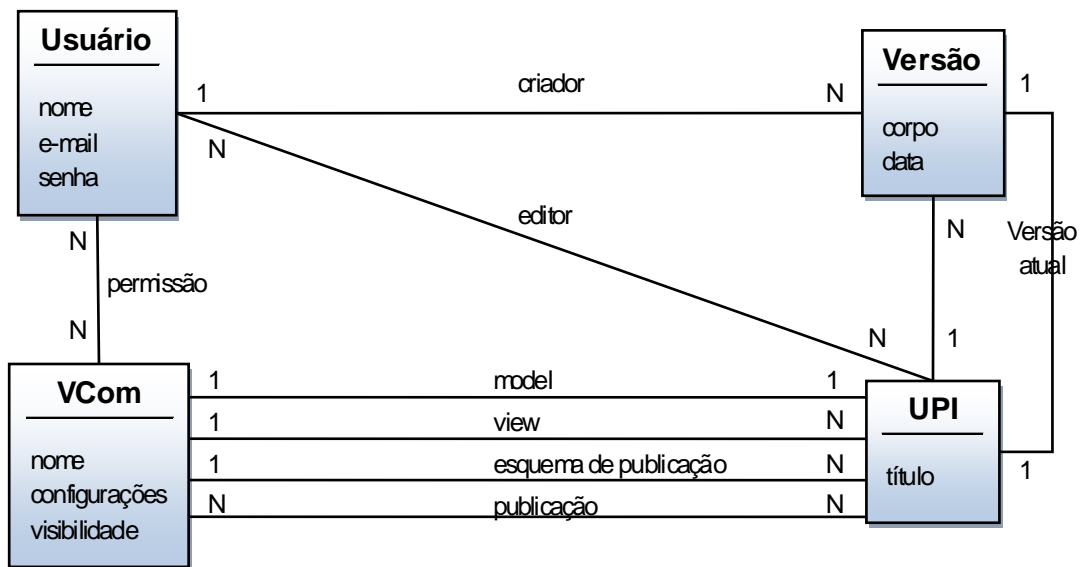 Usuário
nome
e-mail
senha
Versão
corpo
data
1
criador
N
1
N
editor
N
Versão
atual
N
permissão
N
N
1
VCom
nome
configurações
visibilidade
1
model
1
1
view
N
1
esquema de publicação
N
N
publicação
N
UPI
título
1